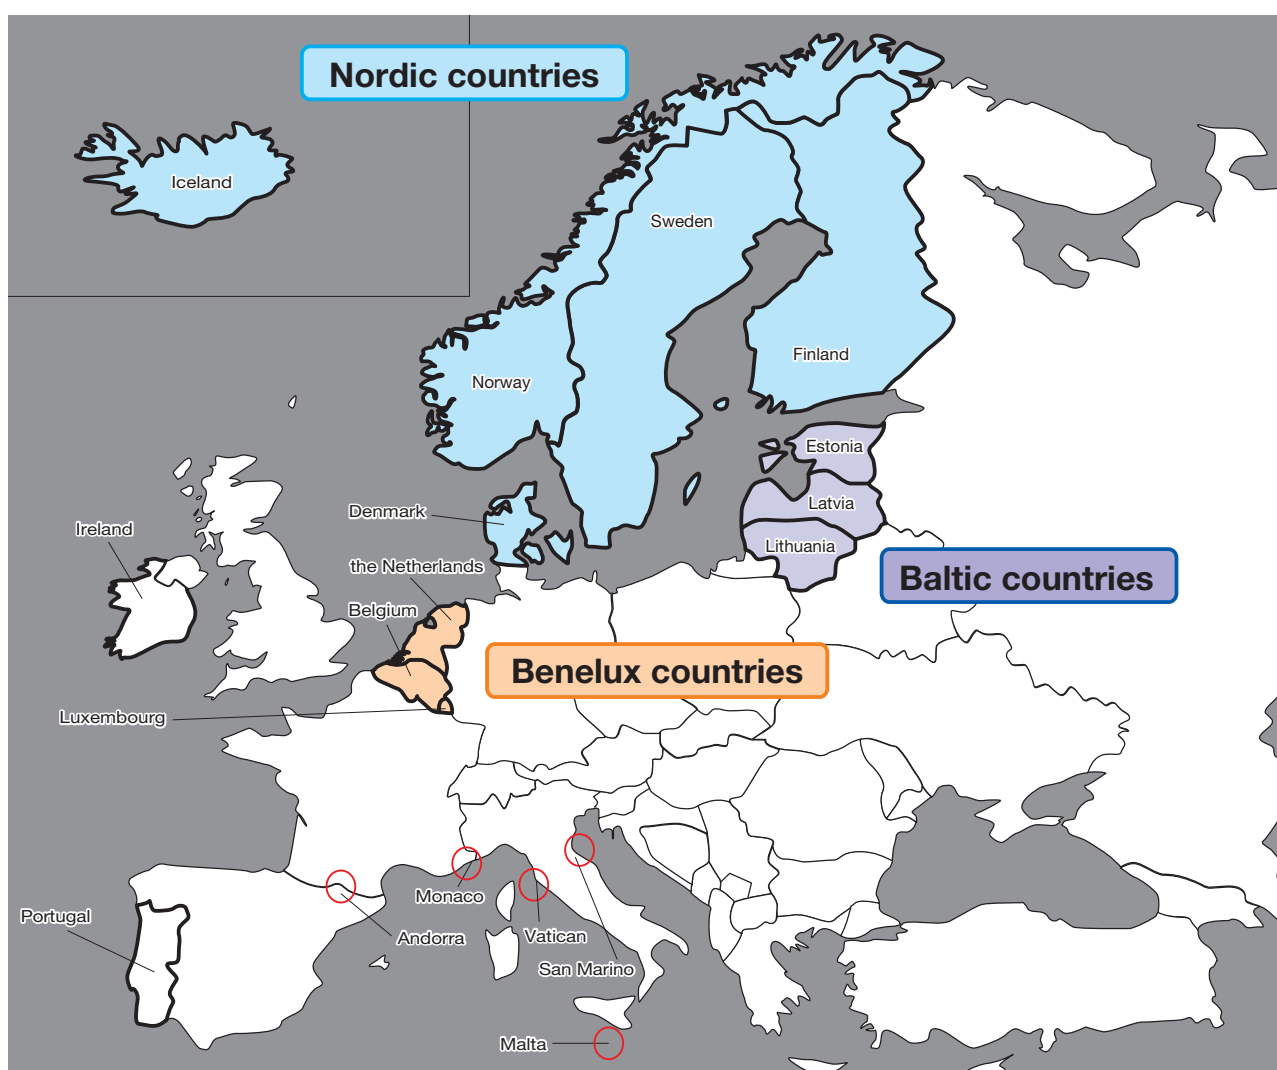 Nordic countries
Iceland
Sweden
Finland
Norway
Estonia
Latvia
Lithuania
Denmark
Ireland
the Netherlands
Baltic countries
Belgium
Benelux countries
Luxembourg
Monaco
Portugal
Andorra
Vatican
San Marino
Malta